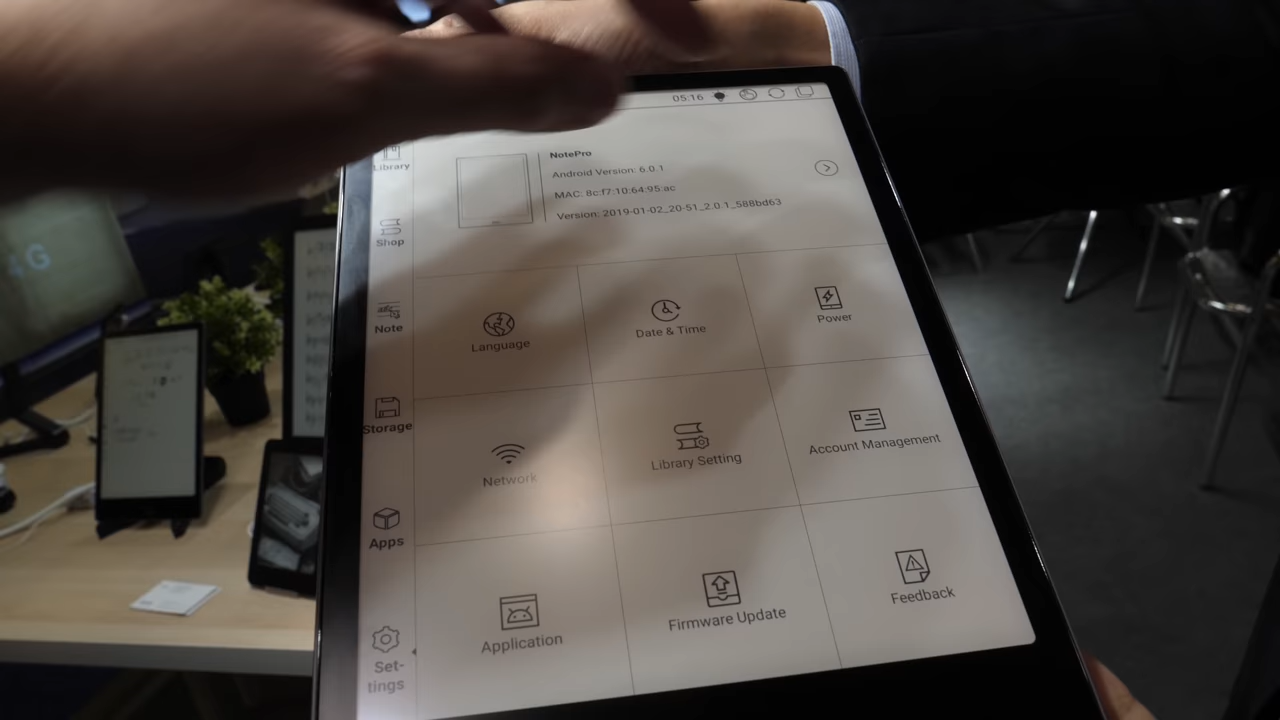 05:16
NotePro
Android Version: 6.0.1
MAC: 8c:f7:10:64:95:ac
Version: 2019-01-02_20-51_2.0.1_588bd63
Library
Shop
Note
Storage
Apps
Set-
tings
Language
Date & Time
Power
Network
Library Setting
Account Management
Application
Firmware Update
Feedback
4G